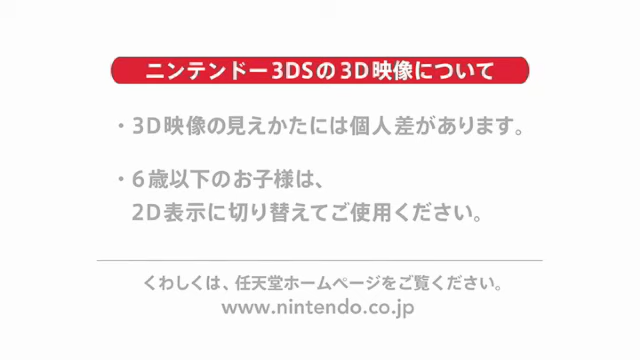 ニンテンドー3DSの3D映像について
・3D映像の見えかたには個人差があります。
・6歳以下のお子様は、
2D表示に切り替えてご使用ください。
くわしくは、任天堂ホームページをご覧ください。
www.nintendo.co.jp